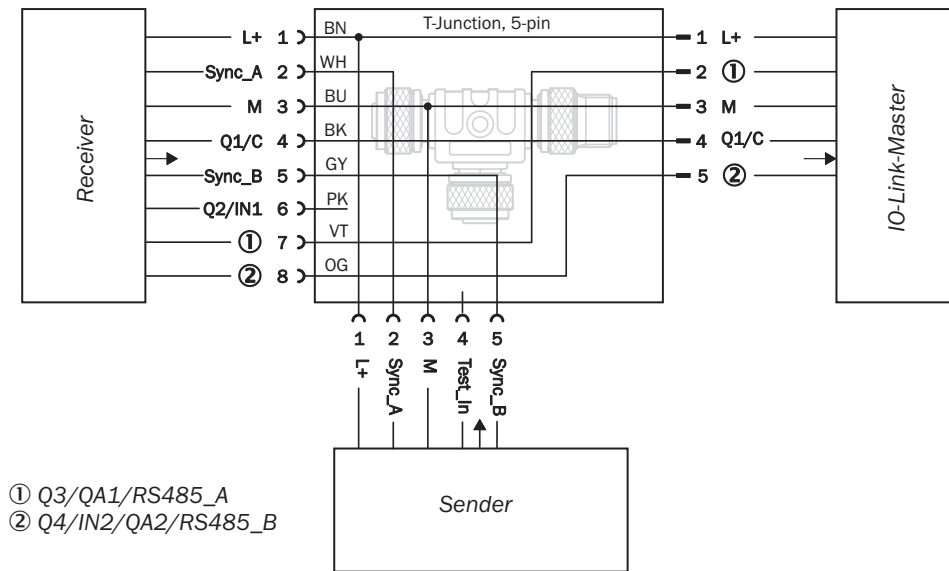 T-Junction, 5-pin
Receiver
L+ 1 BN
Sync_A 2 WH
M 3 BU
Q1/C 4 BK
Sync_B 5 GY
Q2/IN1 6 PK
① 7 VT
② 8 OG
1 L+
2 ①
3 M
4 Q1/C
5 ②
IO-Link-Master
1 2 3 4 5
L+
Sync_A
M
Test_In
Sync_B
Sender
① Q3/QA1/RS485_A
② Q4/IN2/QA2/RS485_B